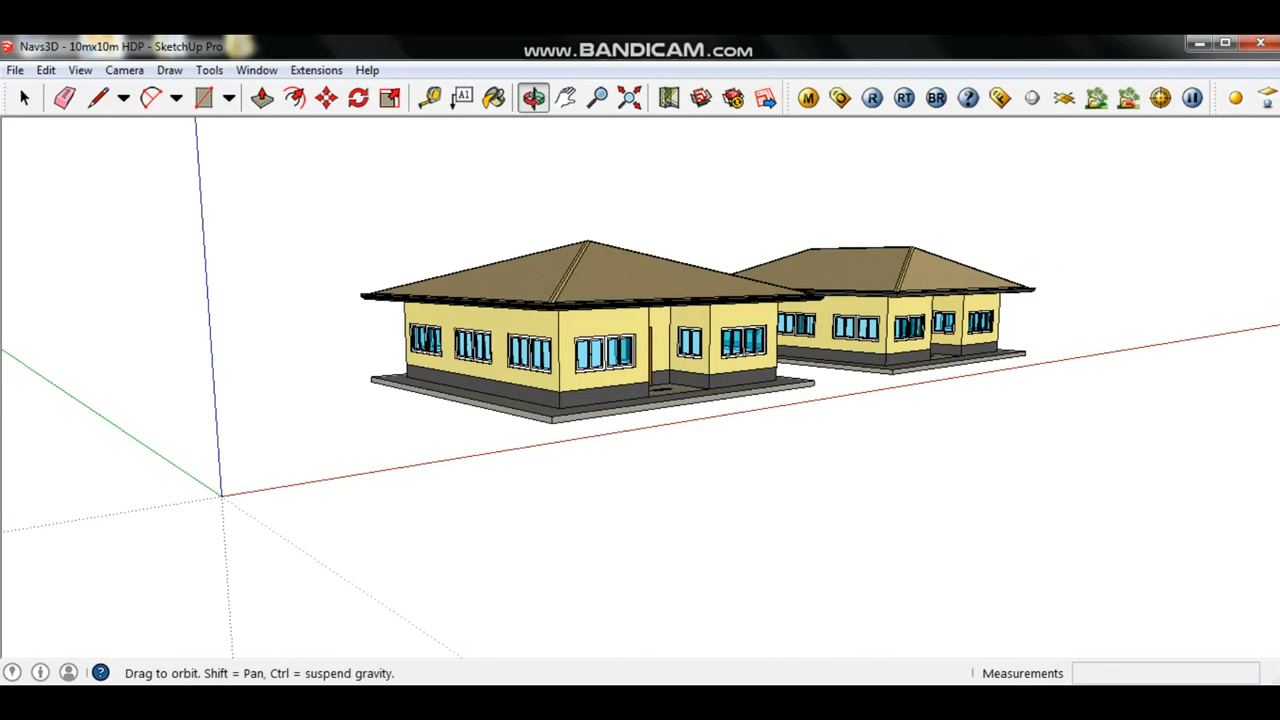 Navs3D - 10mx10m HDP - SketchUp Pro
www.BANDICAM.com
File Edit View Camera Draw Tools Window Extensions Help
A1 M O R RT BR ? F
? Drag to orbit. Shift = Pan, Ctrl = suspend gravity. Measurements